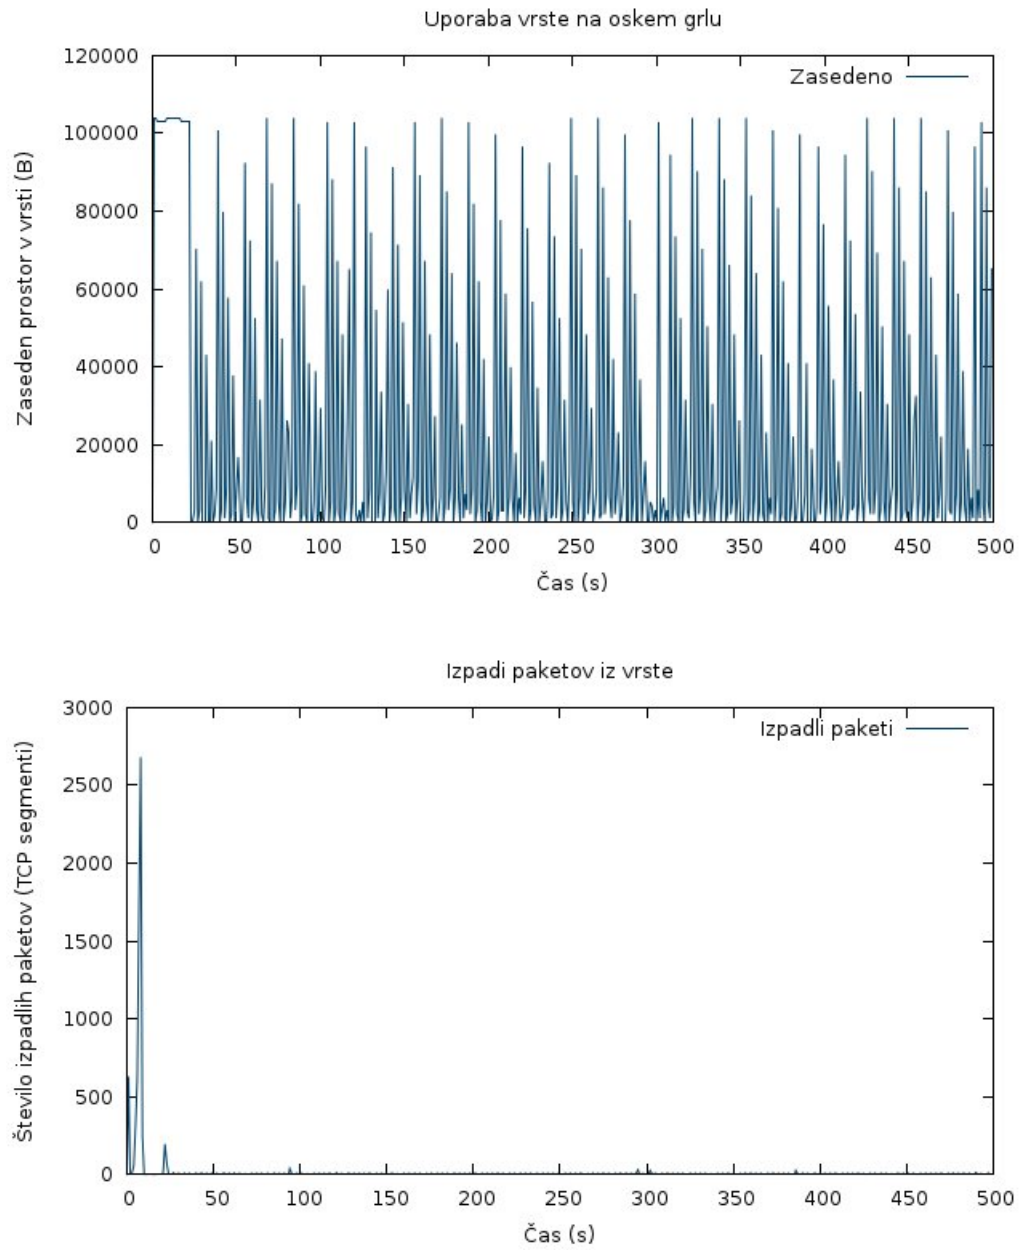 Uporaba vrste na oskem grlu
Zaseden prostor v vrsti (B)
120000
100000
80000
60000
40000
20000
0
Zasedeno
0 50 100 150 200 250 300 350 400 450 500
Čas (s)
Izpadi paketov iz vrste
Število izpadlih paketov (TCP segmenti)
3000
2500
2000
1500
1000
500
0
Izpadli paketi
0 50 100 150 200 250 300 350 400 450 500
Čas (s)